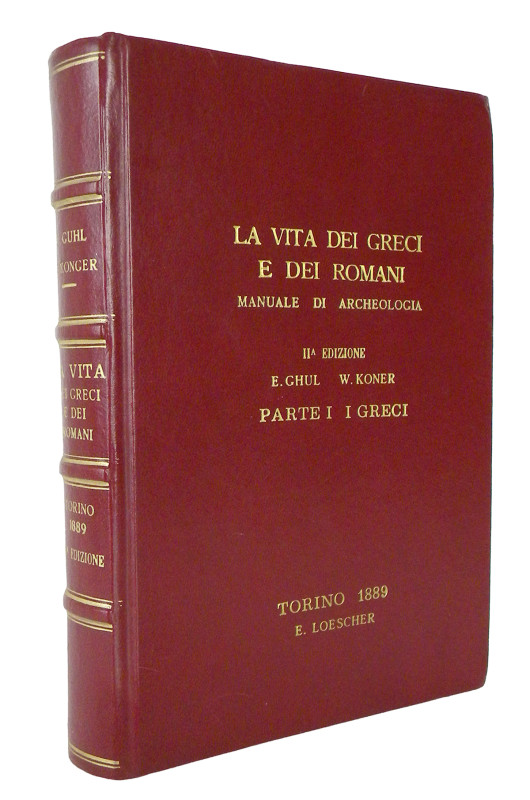 LA VITA DEI GRECI
E DEI ROMANI
MANUALE DI ARCHEOLOGIA
IIA EDIZIONE
E. GHUL W. KONER
PARTE I I GRECI
TORINO 1889
E. LOESCHER
GUHL
VITA
GRECI
E DEI
ROMANI
TORINO
1889
EDIZIONE